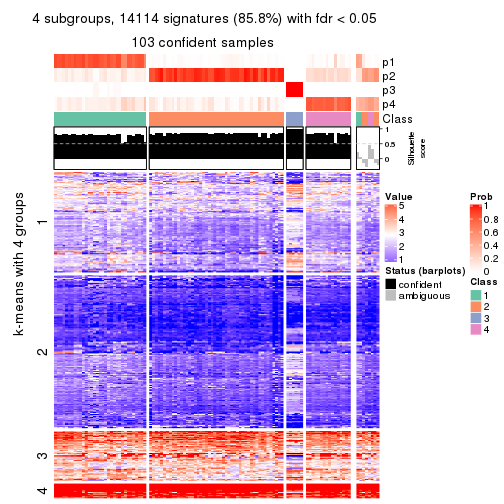 4 subgroups, 14114 signatures (85.8%) with fdr < 0.05
103 confident samples
p1
p2
p3
p4
Class
1
0.5
0
Silhouette
score
k-means with 4 groups
1
2
3
4
Value
5
4
3
2
1
Status (barplots)
confident
ambiguous
Prob
1
0.8
0.6
0.4
0.2
0
Class
1
2
3
4